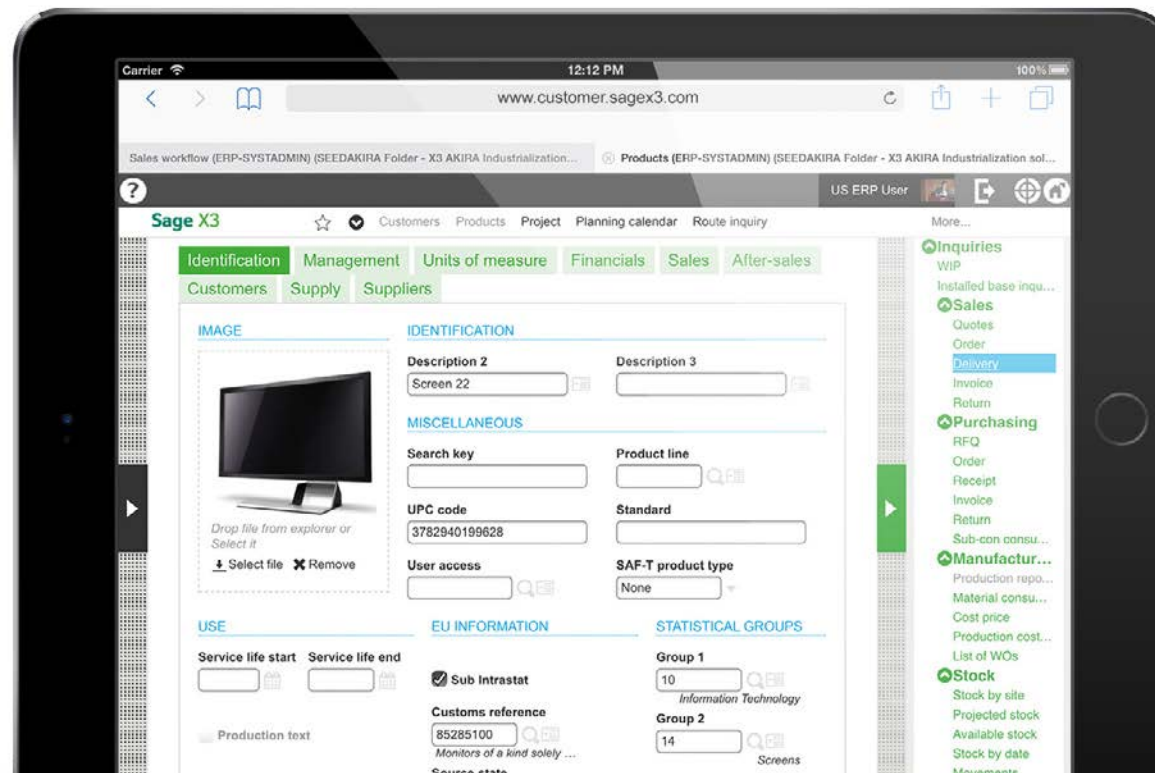 Carrier 12:12 PM 100%
www.customer.sagex3.com
Sales workflow (ERP-SYSTADMIN) (SEEDAKIRA Folder - X3 AKIRA Industrialization... Products (ERP-SYSTADMIN) (SEEDAKIRA Folder - X3 AKIRA Industrialization sol...
? US ERP User
Sage X3 Customers Products Project Planning calendar Route inquiry More...
Identification Management Units of measure Financials Sales After-sales
Customers Supply Suppliers
IMAGE
Drop file from explorer or
Select it
Select file Remove
IDENTIFICATION
Description 2 Description 3
Screen 22
MISCELLANEOUS
Search key Product line
UPC code Standard
3782940199628
User access SAF-T product type
None
USE
Service life start Service life end
Production text
EU INFORMATION
Sub Intrastat
Customs reference
85285100
Monitors of a kind solely ...
Source state
STATISTICAL GROUPS
Group 1
10
Information Technology
Group 2
14
Screens
Inquiries
WIP
Installed base inqu...
Sales
Quotes
Order
Delivery
Invoice
Return
Purchasing
RFQ
Order
Receipt
Invoice
Return
Sub-con consu...
Manufactur...
Production repo...
Material consu...
Cost price
Production cost...
List of WOs
Stock
Stock by site
Projected stock
Available stock
Stock by date
Movements